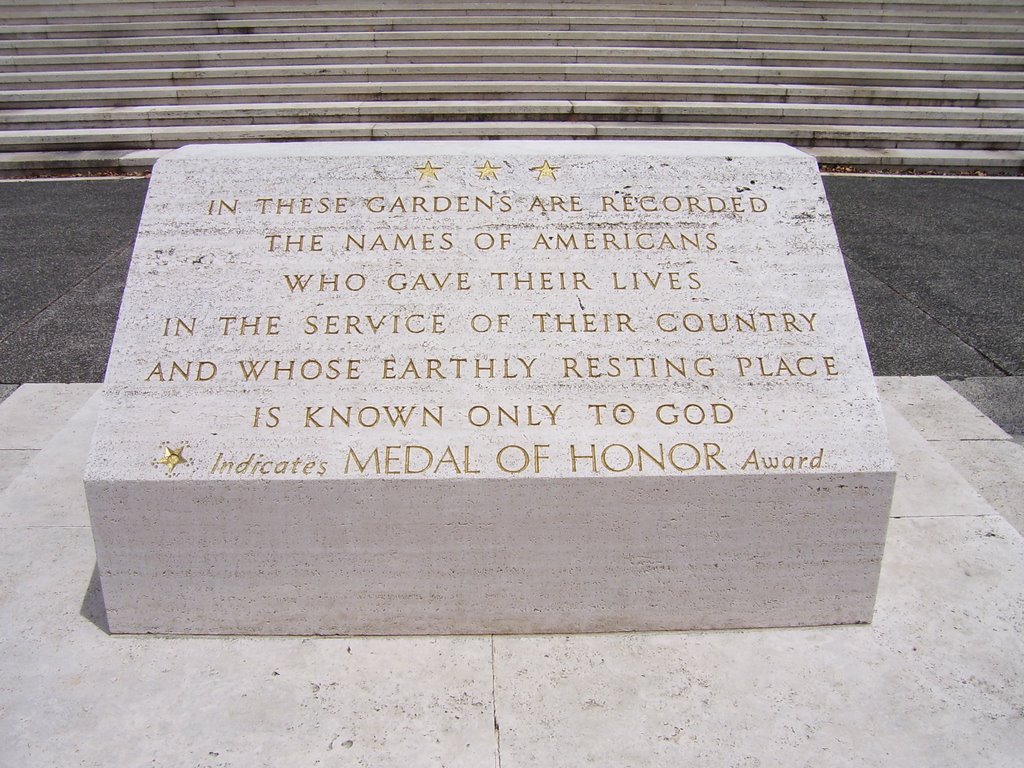 IN THESE GARDENS ARE RECORDED
THE NAMES OF AMERICANS
WHO GAVE THEIR LIVES
IN THE SERVICE OF THEIR COUNTRY
AND WHOSE EARTHLY RESTING PLACE
IS KNOWN ONLY TO GOD
Indicates MEDAL OF HONOR Award